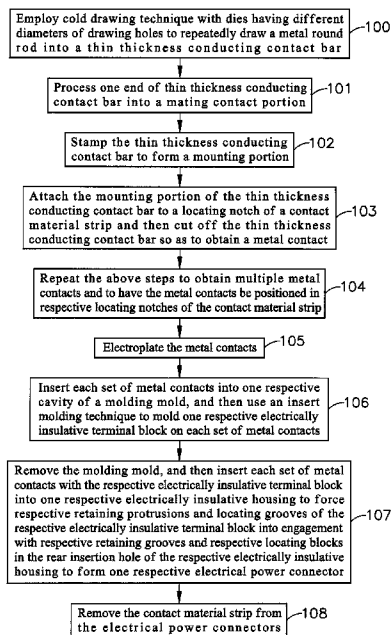 Employ cold drawing technique with dies having different
diameters of drawing holes to repeatedly draw a metal round
rod into a thin thickness conducting contact bar
100
Process one end of thin thickness conducting
contact bar into a mating contact portion
101
Stamp the thin thickness conducting
contact bar to form a mounting portion
102
Attach the mounting portion of the thin thickness
conducting contact bar to a locating notch of a contact
material strip and then cut off the thin thickness
conducting contact bar so as to obtain a metal contact
103
Repeat the above steps to obtain multiple metal
contacts and to have the metal contacts be positioned in
respective locating notches of the contact material strip
104
Electroplate the metal contacts
105
Insert each set of metal contacts into one respective
cavity of a molding mold, and then use an insert
molding technique to mold one respective electrically
insulative terminal block on each set of metal contacts
106
Remove the molding mold, and then insert each set of metal
contacts with the respective electrically insulative terminal block
into one respective electrically insulative housing to force
respective retaining protrusions and locating grooves of the
respective electrically insulative terminal block into engagement
with respective retaining grooves and respective locating blocks
in the rear insertion hole of the respective electrically insulative
housing to form one respective electrical power connector
107
Remove the contact material strip from
the electrical power connectors
108